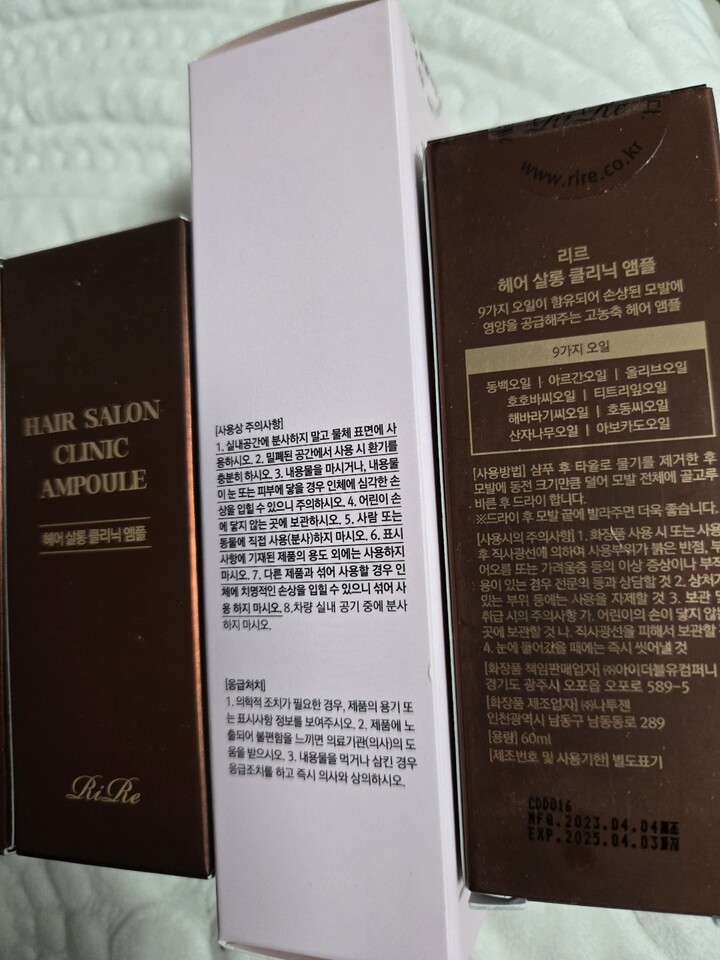 HAIR SALON
CLINIC
AMPOULE
헤어 살롱 클리닉 앰플
RiRe
[사용상 주의사항]
1. 실내공간에 분사하지 말고 물체 표면에 사
용하시오. 2. 밀폐된 공간에서 사용 시 환기를
충분히 하시오. 3. 내용물을 마시거나, 내용물
이 눈 또는 피부에 닿을 경우 인체에 심각한 손
상을 입힐 수 있으니 주의하시오. 4. 어린이 손
에 닿지 않는 곳에 보관하시오. 5. 사람 또는
동물에 직접 사용(분사)하지 마시오. 6. 표시
사항에 기재된 제품의 용도 외에는 사용하지
마시오. 7. 다른 제품과 섞어 사용할 경우 인
체에 치명적인 손상을 입힐 수 있으니 섞어 사
용 하지 마시오. 8.차량 실내 공기 중에 분사
하지 마시오.
[응급처치]
1. 의학적 조치가 필요한 경우, 제품의 용기 또
는 표시사항 정보를 보여주시오. 2. 제품에 노
출되어 불편함을 느끼면 의료기관(의사)의 도
움을 받으시오. 3. 내용물을 먹거나 삼킨 경우
응급조치를 하고 즉시 의사와 상의하시오.
RiRe
www.rire.co.kr
리르
헤어 살롱 클리닉 앰플
9가지 오일이 함유되어 손상된 모발에
영양을 공급해주는 고농축 헤어 앰플
9가지 오일
동백오일 | 아르간오일 | 올리브오일
호호바씨오일 | 티트리잎오일
해바라기씨오일 | 호동씨오일
산자나무오일 | 아보카도오일
[사용방법] 샴푸 후 타올로 물기를 제거한 후
모발에 동전 크기만큼 덜어 모발 전체에 골고루
바른 후 드라이 합니다.
※드라이 후 모발 끝에 발라주면 더욱 좋습니다.
[사용시의 주의사항] 1. 화장품 사용 시 또는 사용
후 직사광선에 의하여 사용부위가 붉은 반점, 부
어오름 또는 가려움증 등의 이상 증상이나 부작
용이 있는 경우 전문의 등과 상담할 것 2. 상처가
있는 부위 등에는 사용을 자제할 것 3. 보관 및
취급 시의 주의사항 가. 어린이의 손이 닿지 않는
곳에 보관할 것 나. 직사광선을 피해서 보관할
4. 눈에 들어갔을 때에는 즉시 씻어낼 것
[화장품 책임판매업자] ㈜아이더블유컴퍼니
경기도 광주시 오포읍 오포로 589-5
[화장품 제조업자] ㈜나투젠
인천광역시 남동구 남동동로 289
[용량] 60ml
[제조번호 및 사용기한] 별도표기
CDD016
MFG.2023.04.04제조
EXP.2025.04.03까지